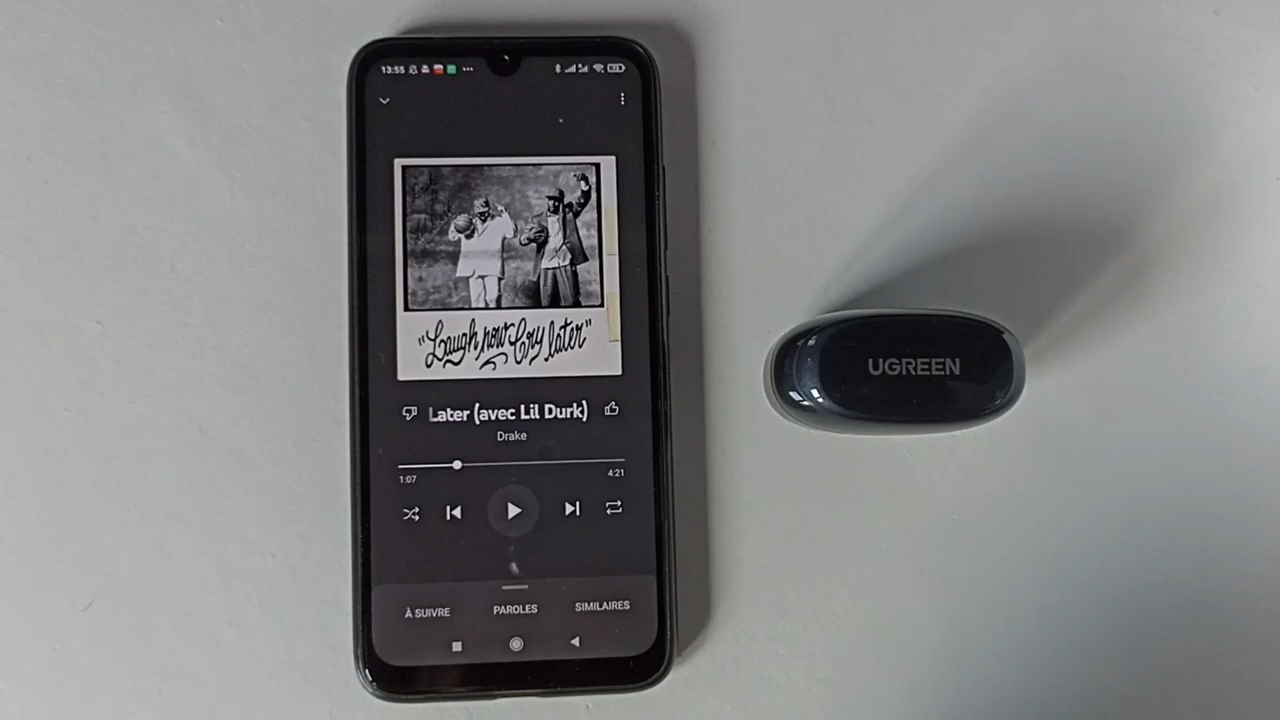 13:55
"Laugh now Cry later"
Later (avec Lil Durk)
Drake
1:07
4:21
À SUIVRE
PAROLES
SIMILAIRES
UGREEN